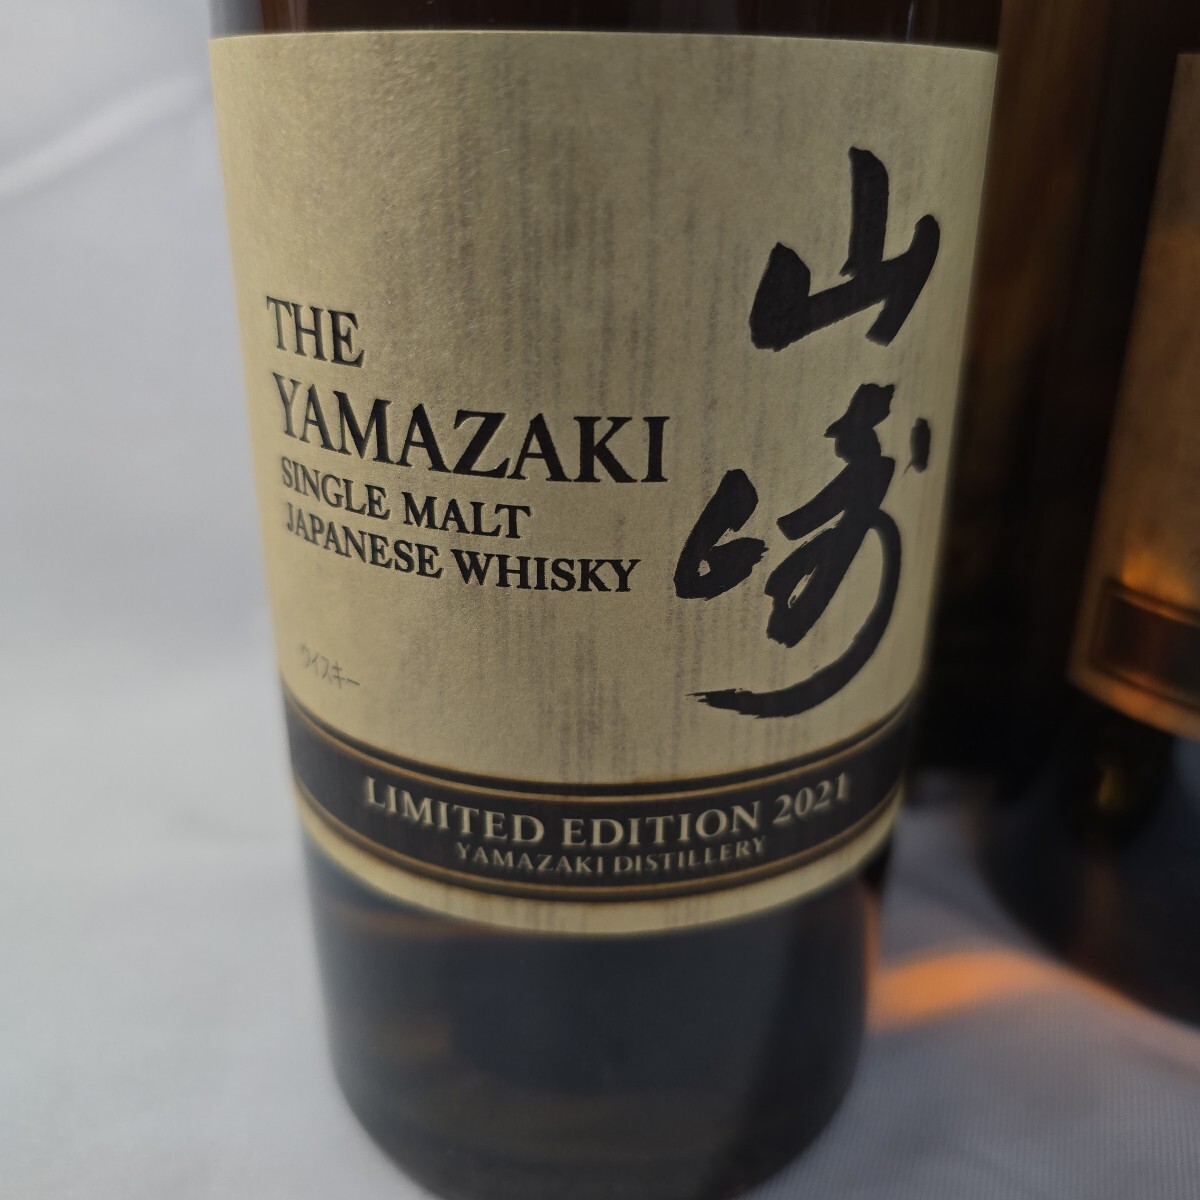 山崎
THE
YAMAZAKI
SINGLE MALT
JAPANESE WHISKY
ウイスキー
LIMITED EDITION 2021
YAMAZAKI DISTILLERY